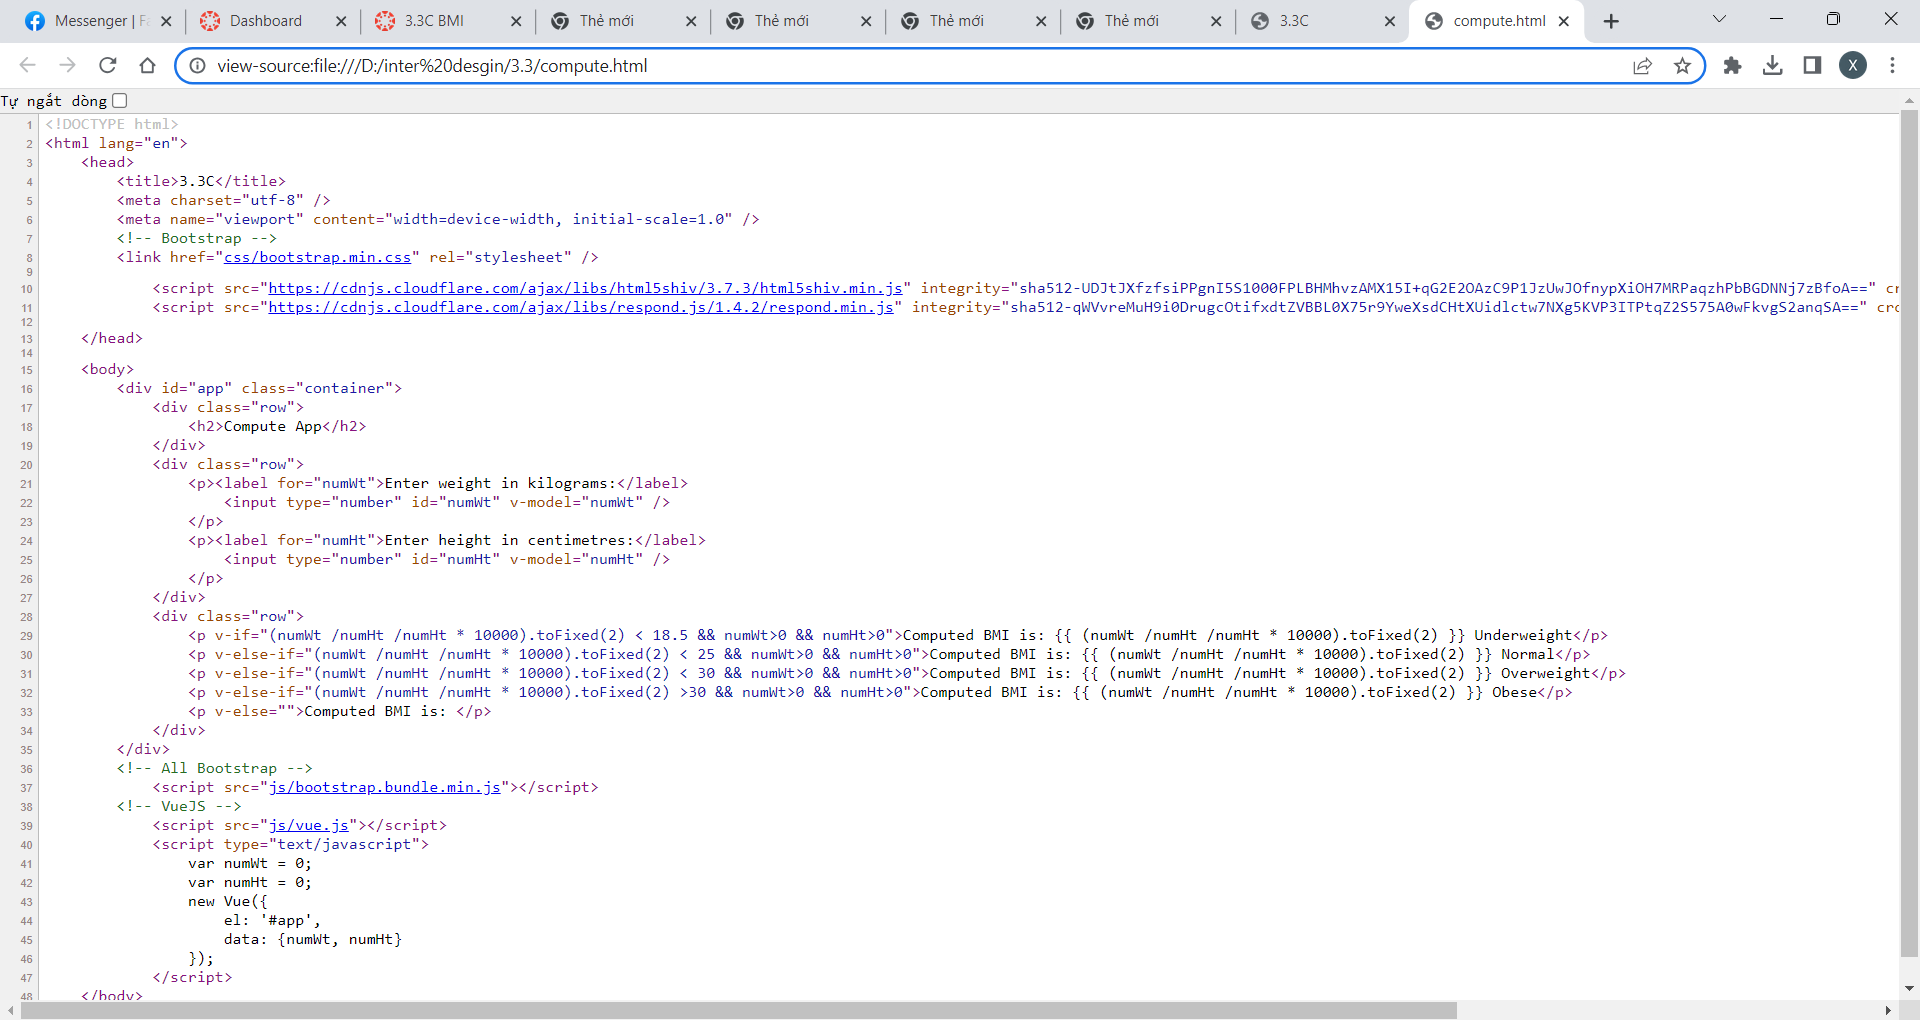 Messenger | Fa
Dashboard
3.3C BMI
Thẻ mới
Thẻ mới
Thẻ mới
Thẻ mới
3.3C
compute.html
view-source:file:///D:/inter%20desgin/3.3/compute.html
X
Tự ngắt dòng
1 <!DOCTYPE html>
2 <html lang="en">
3 <head>
4 <title>3.3C</title>
5 <meta charset="utf-8" />
6 <meta name="viewport" content="width=device-width, initial-scale=1.0" />
7 <!-- Bootstrap -->
8 <link href="css/bootstrap.min.css" rel="stylesheet" />
9
10 <script src="https://cdnjs.cloudflare.com/ajax/libs/html5shiv/3.7.3/html5shiv.min.js" integrity="sha512-UDJtJXfzfsiPPgnI5S1000FPLBHMhvzAMX15I+qG2E2OAzC9P1JzUwJOfnypXiOH7MRPaqzhPbBGDNNj7zBfoA==" cr
11 <script src="https://cdnjs.cloudflare.com/ajax/libs/respond.js/1.4.2/respond.min.js" integrity="sha512-qWVvreMuH9i0DrugcOtifxdtZVBBL0X75r9YweXsdCHtXUidlctw7NXg5KVP3ITPtqZ2S575A0wFkvgS2anqSA==" cro
12
13 </head>
14
15 <body>
16 <div id="app" class="container">
17 <div class="row">
18 <h2>Compute App</h2>
19 </div>
20 <div class="row">
21 <p><label for="numWt">Enter weight in kilograms:</label>
22 <input type="number" id="numWt" v-model="numWt" />
23 </p>
24 <p><label for="numHt">Enter height in centimetres:</label>
25 <input type="number" id="numHt" v-model="numHt" />
26 </p>
27 </div>
28 <div class="row">
29 <p v-if="(numWt /numHt /numHt * 10000).toFixed(2) < 18.5 && numWt>0 && numHt>0">Computed BMI is: {{ (numWt /numHt /numHt * 10000).toFixed(2) }} Underweight</p>
30 <p v-else-if="(numWt /numHt /numHt * 10000).toFixed(2) < 25 && numWt>0 && numHt>0">Computed BMI is: {{ (numWt /numHt /numHt * 10000).toFixed(2) }} Normal</p>
31 <p v-else-if="(numWt /numHt /numHt * 10000).toFixed(2) < 30 && numWt>0 && numHt>0">Computed BMI is: {{ (numWt /numHt /numHt * 10000).toFixed(2) }} Overweight</p>
32 <p v-else-if="(numWt /numHt /numHt * 10000).toFixed(2) >30 && numWt>0 && numHt>0">Computed BMI is: {{ (numWt /numHt /numHt * 10000).toFixed(2) }} Obese</p>
33 <p v-else="">Computed BMI is: </p>
34 </div>
35 </div>
36 <!-- All Bootstrap -->
37 <script src="js/bootstrap.bundle.min.js"></script>
38 <!-- VueJS -->
39 <script src="js/vue.js"></script>
40 <script type="text/javascript">
41 var numWt = 0;
42 var numHt = 0;
43 new Vue({
44 el: '#app',
45 data: {numWt, numHt}
46 });
47 </script>
48 </body>